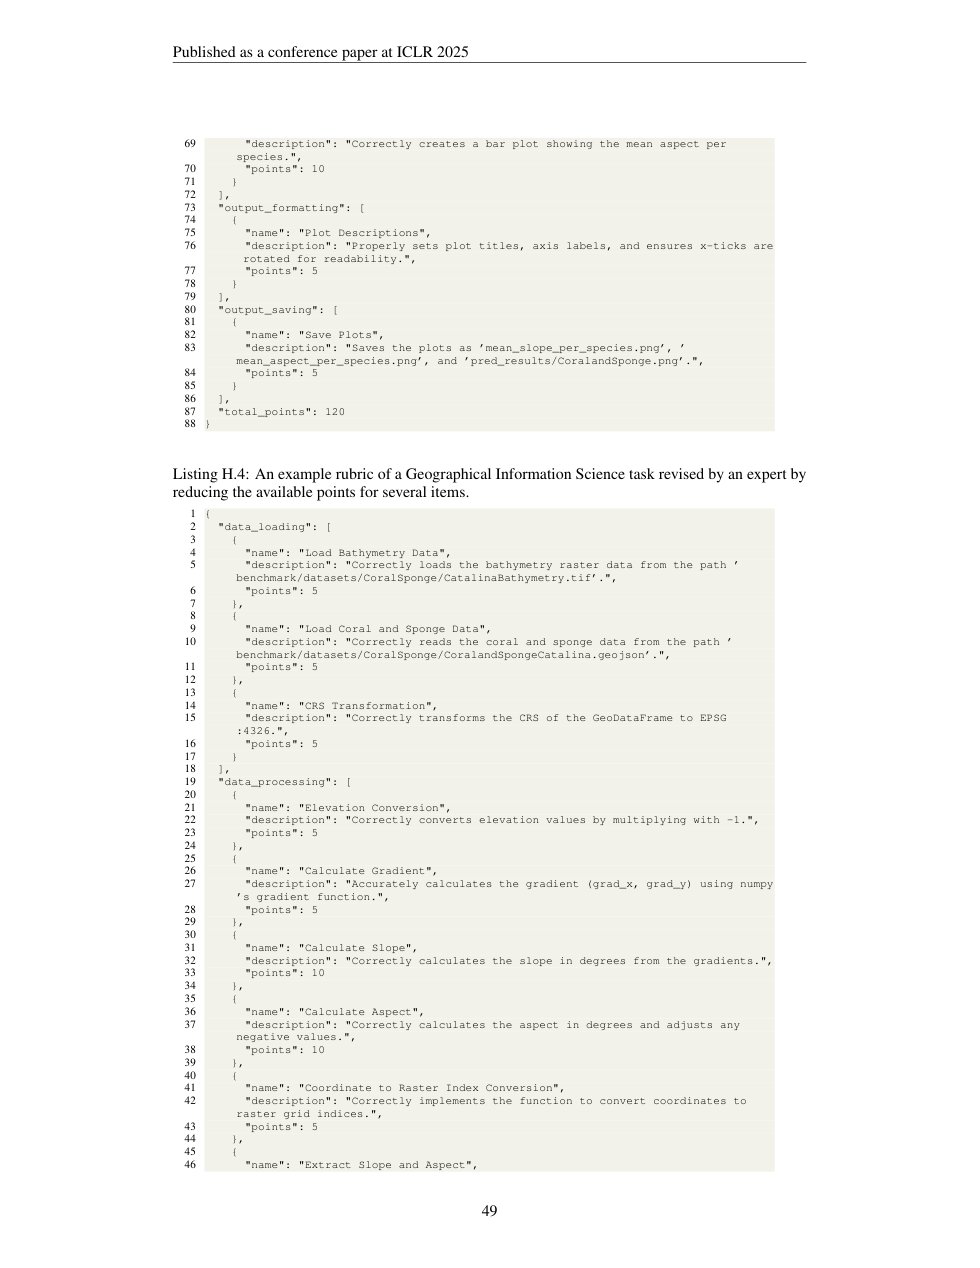 Published as a conference paper at ICLR 2025
69 "description": "Correctly creates a bar plot showing the mean aspect per
species.",
70 "points": 10
71 }
72 ],
73 "output_formatting": [
74 {
75 "name": "Plot Descriptions",
76 "description": "Properly sets plot titles, axis labels, and ensures x-ticks are
rotated for readability.",
77 "points": 5
78 }
79 ],
80 "output_saving": [
81 {
82 "name": "Save Plots",
83 "description": "Saves the plots as ’mean_slope_per_species.png’, ’
mean_aspect_per_species.png’, and ’pred_results/CoralandSponge.png’.",
84 "points": 5
85 }
86 ],
87 "total_points": 120
88 }
Listing H.4: An example rubric of a Geographical Information Science task revised by an expert by
reducing the available points for several items.
1 {
2 "data_loading": [
3 {
4 "name": "Load Bathymetry Data",
5 "description": "Correctly loads the bathymetry raster data from the path ’
benchmark/datasets/CoralSponge/CatalinaBathymetry.tif’.",
6 "points": 5
7 },
8 {
9 "name": "Load Coral and Sponge Data",
10 "description": "Correctly reads the coral and sponge data from the path ’
benchmark/datasets/CoralSponge/CoralandSpongeCatalina.geojson’.",
11 "points": 5
12 },
13 {
14 "name": "CRS Transformation",
15 "description": "Correctly transforms the CRS of the GeoDataFrame to EPSG
:4326.",
16 "points": 5
17 }
18 ],
19 "data_processing": [
20 {
21 "name": "Elevation Conversion",
22 "description": "Correctly converts elevation values by multiplying with -1.",
23 "points": 5
24 },
25 {
26 "name": "Calculate Gradient",
27 "description": "Accurately calculates the gradient (grad_x, grad_y) using numpy
’s gradient function.",
28 "points": 5
29 },
30 {
31 "name": "Calculate Slope",
32 "description": "Correctly calculates the slope in degrees from the gradients.",
33 "points": 10
34 },
35 {
36 "name": "Calculate Aspect",
37 "description": "Correctly calculates the aspect in degrees and adjusts any
negative values.",
38 "points": 10
39 },
40 {
41 "name": "Coordinate to Raster Index Conversion",
42 "description": "Correctly implements the function to convert coordinates to
raster grid indices.",
43 "points": 5
44 },
45 {
46 "name": "Extract Slope and Aspect",
49